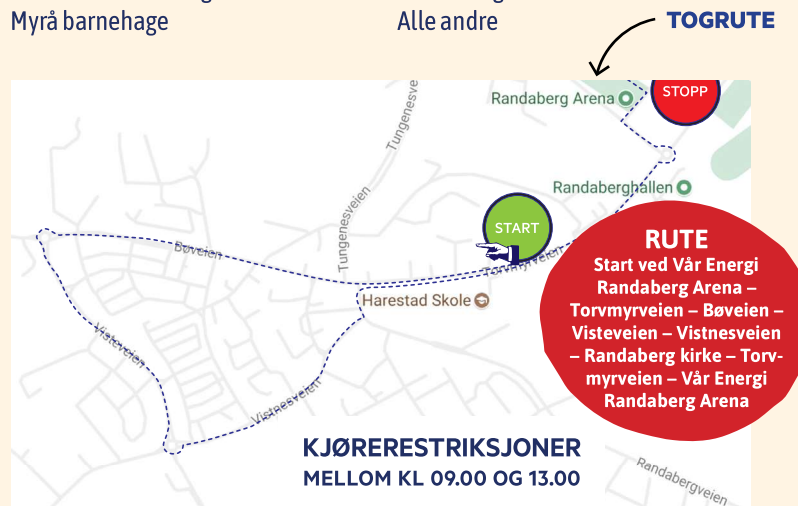 Myrå barnehage
Alle andre
TOGRUTE
Tungenesve
Randaberg Arena
STOPP
Randaberghallen
Tungenesveien
START
Bøveien
Torvmyrveien
Harestad Skole
RUTE
Start ved Vår Energi
Randaberg Arena –
Torvmyrveien – Bøveien –
Visteveien – Vistnesveien
– Randaberg kirke – Torv-
myrveien – Vår Energi
Randaberg Arena
Visteveien
Vistnesveien
KJØRERESTRIKSJONER
MELLOM KL 09.00 OG 13.00
Randabergveien